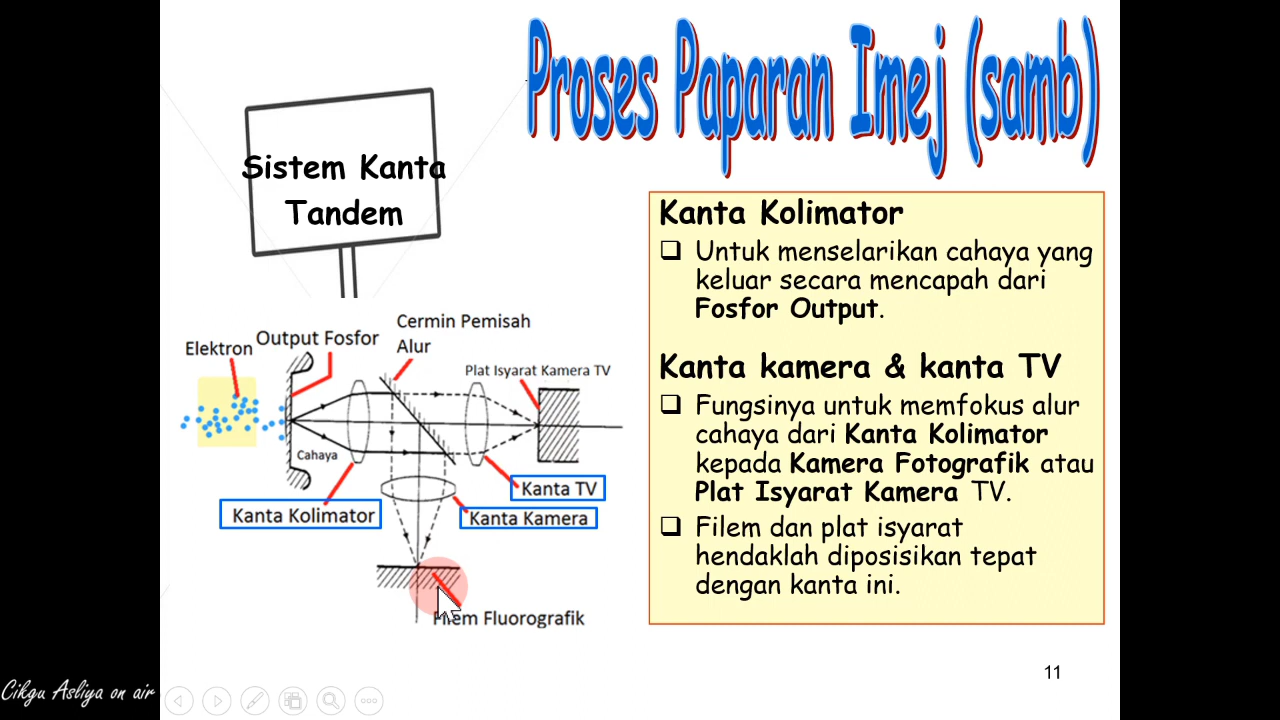 Proses Paparan Imej (samb)
Sistem Kanta
Tandem
Kanta Kolimator
Untuk menselarikan cahaya yang
keluar secara mencapah dari
Fosfor Output.
Kanta kamera & kanta TV
Fungsinya untuk memfokus alur
cahaya dari Kanta Kolimator
kepada Kamera Fotografik atau
Plat Isyarat Kamera TV.
Filem dan plat isyarat
hendaklah diposisikan tepat
dengan kanta ini.
Elektron
Output Fosfor
Cermin Pemisah
Alur
Plat Isyarat Kamera TV
Cahaya
Kanta TV
Kanta Kolimator
Kanta Kamera
Filem Fluorografik
11
Cikgu Asliya on air